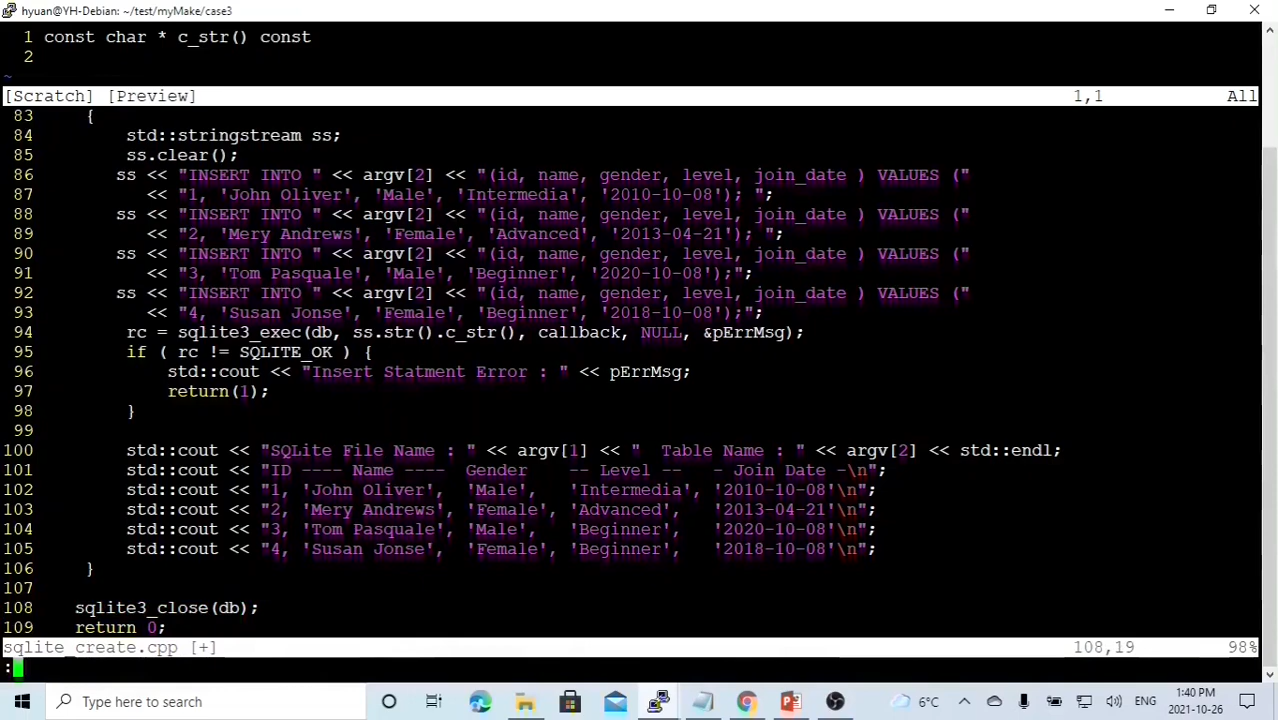 hyuan@YH-Debian: ~/test/myMake/case3
1 const char * c_str() const
2
~
[Scratch] [Preview] 1,1 All
83 {
84 std::stringstream ss;
85 ss.clear();
86 ss << "INSERT INTO " << argv[2] << "(id, name, gender, level, join_date ) VALUES ("
87 << "1, 'John Oliver', 'Male', 'Intermedia', '2010-10-08'); ";
88 ss << "INSERT INTO " << argv[2] << "(id, name, gender, level, join_date ) VALUES ("
89 << "2, 'Mery Andrews', 'Female', 'Advanced', '2013-04-21'); ";
90 ss << "INSERT INTO " << argv[2] << "(id, name, gender, level, join_date ) VALUES ("
91 << "3, 'Tom Pasquale', 'Male', 'Beginner', '2020-10-08');";
92 ss << "INSERT INTO " << argv[2] << "(id, name, gender, level, join_date ) VALUES ("
93 << "4, 'Susan Jonse', 'Female', 'Beginner', '2018-10-08');";
94 rc = sqlite3_exec(db, ss.str().c_str(), callback, NULL, &pErrMsg);
95 if ( rc != SQLITE_OK ) {
96 std::cout << "Insert Statment Error : " << pErrMsg;
97 return(1);
98 }
99
100 std::cout << "SQLite File Name : " << argv[1] << "  Table Name : " << argv[2] << std::endl;
101 std::cout << "ID ---- Name ----  Gender    -- Level --   - Join Date -\n";
102 std::cout << "1, 'John Oliver',  'Male',   'Intermedia', '2010-10-08'\n";
103 std::cout << "2, 'Mery Andrews', 'Female', 'Advanced',   '2013-04-21'\n";
104 std::cout << "3, 'Tom Pasquale', 'Male',   'Beginner',   '2020-10-08'\n";
105 std::cout << "4, 'Susan Jonse',  'Female', 'Beginner',   '2018-10-08'\n";
106 }
107
108 sqlite3_close(db);
109 return 0;
sqlite_create.cpp [+] 108,19 98%
:
Type here to search 6°C ENG 1:40 PM
2021-10-26